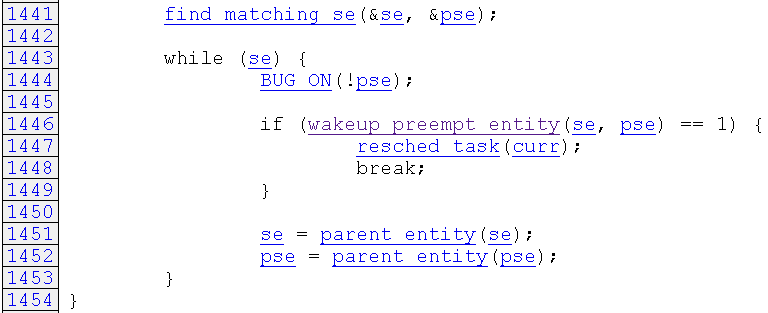 1441 find_matching_se(&se, &pse);
1442
1443 while (se) {
1444 BUG_ON(!pse);
1445
1446 if (wakeup_preempt_entity(se, pse) == 1) {
1447 resched_task(curr);
1448 break;
1449 }
1450
1451 se = parent_entity(se);
1452 pse = parent_entity(pse);
1453 }
1454 }